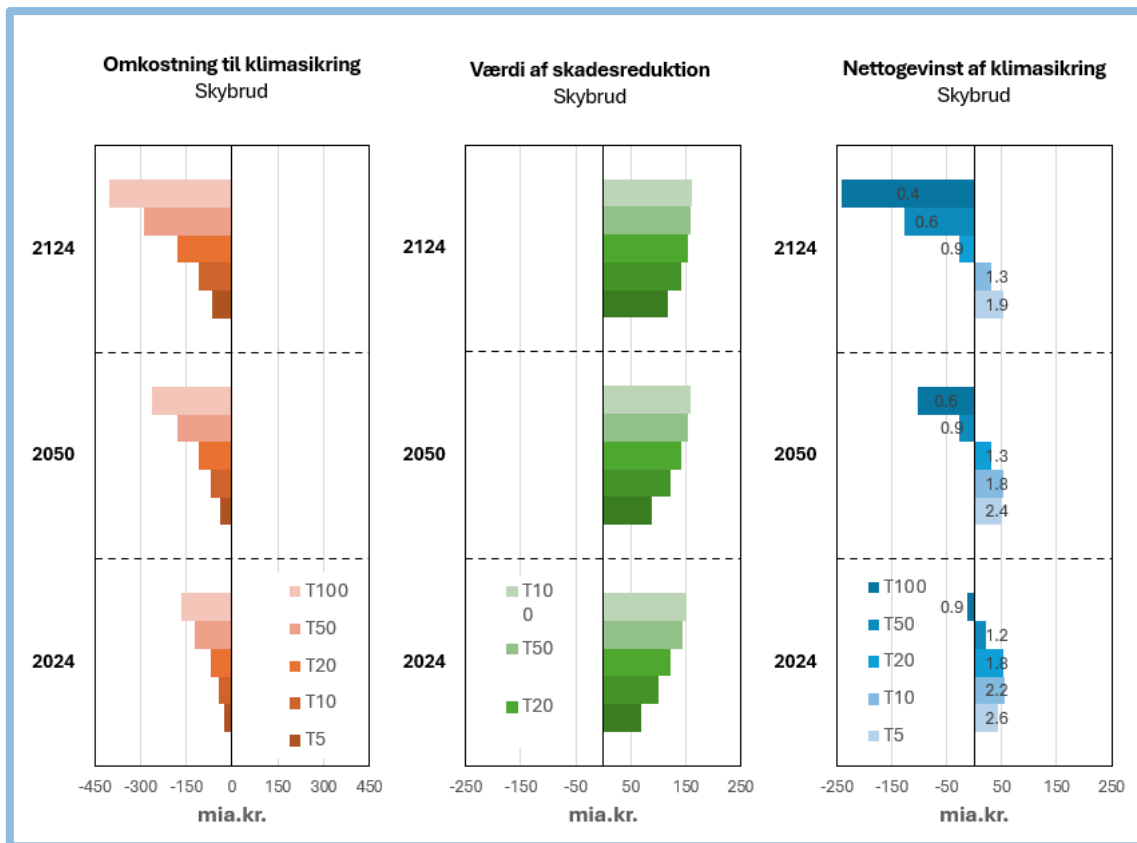 Omkostning til klimasikring
Skybrud
2124
2050
2024
T100
T50
T20
T10
T5
-450 -300 -150 0 150 300 450
mia.kr.
Værdi af skadesreduktion
Skybrud
2124
2050
2024
T10
0
T50
T20
-250 -150 -50 50 150 250
mia.kr.
Nettogevinst af klimasikring
Skybrud
2124
0.4
0.6
0.9
1.3
1.9
2050
0.6
0.9
1.3
1.8
2.4
2024
0.9
1.2
1.8
2.2
2.6
T100
T50
T20
T10
T5
-250 -150 -50 50 150 250
mia.kr.